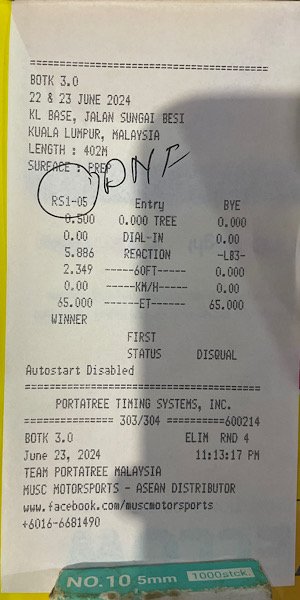 ==========================================
BOTK 3.0
22 & 23 JUNE 2024
KL BASE, JALAN SUNGAI BESI
KUALA LUMPUR, MALAYSIA
LENGTH : 402M
SURFACE : PREP
DNF
RS1-05 Entry BYE
0.500 0.000 TREE 0.000
0.00 DIAL-IN 0.00
5.886 REACTION -LB3-
2.349 ------60FT------ 0.000
0.00 ------KM/H------ 0.00
65.000 -------ET------- 65.000
WINNER
FIRST
STATUS DISQUAL
Autostart Disabled
==========================================
PORTATREE TIMING SYSTEMS, INC.
================ 303/304 ==========600214
BOTK 3.0 ELIM RND 4
June 23, 2024 11:13:17 PM
TEAM PORTATREE MALAYSIA
MUSC MOTORSPORTS - ASEAN DISTRIBUTOR
www.facebook.com/muscmotorsports
+6016-6681490
NO.10 5mm 1000stck.